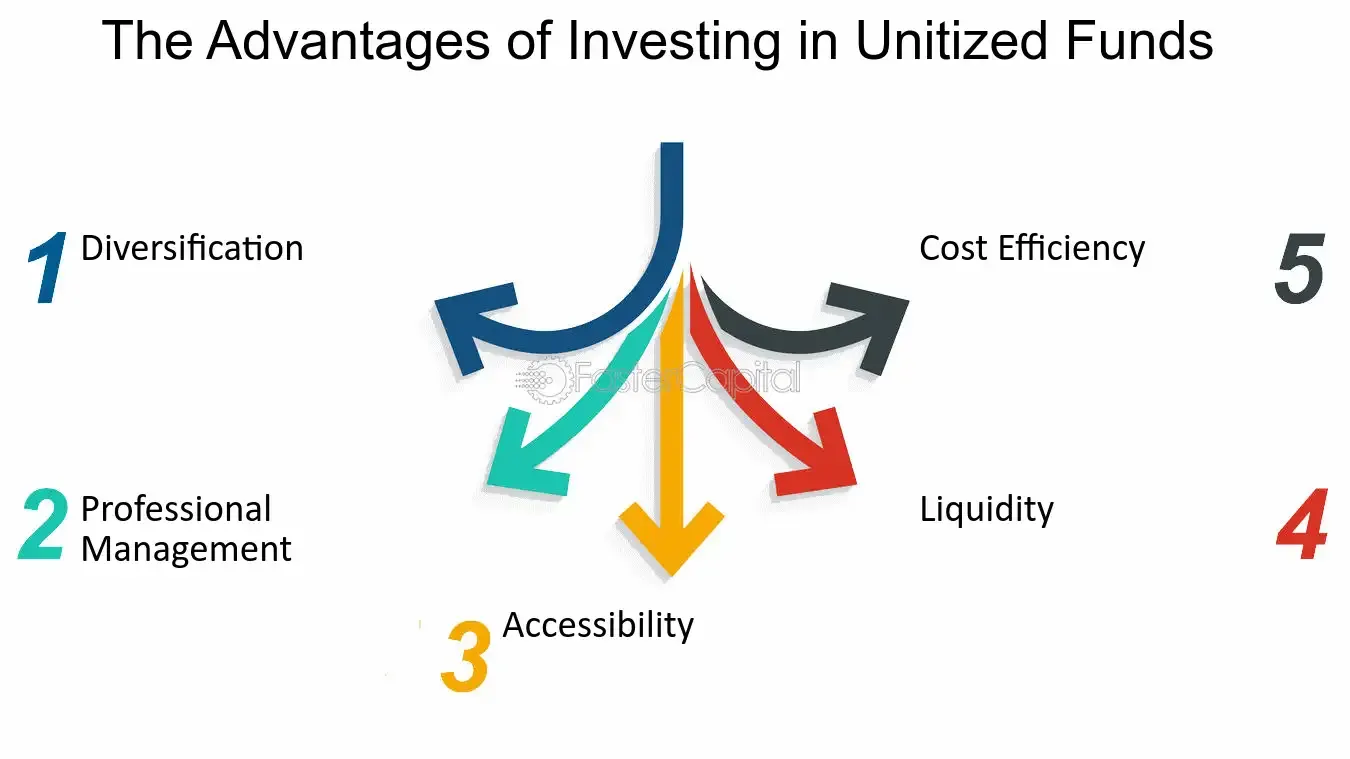 The Advantages of Investing in Unitized Funds
1 Diversification
Cost Efficiency 5
FasterCapital
2 Professional
Management
Liquidity 4
3 Accessibility